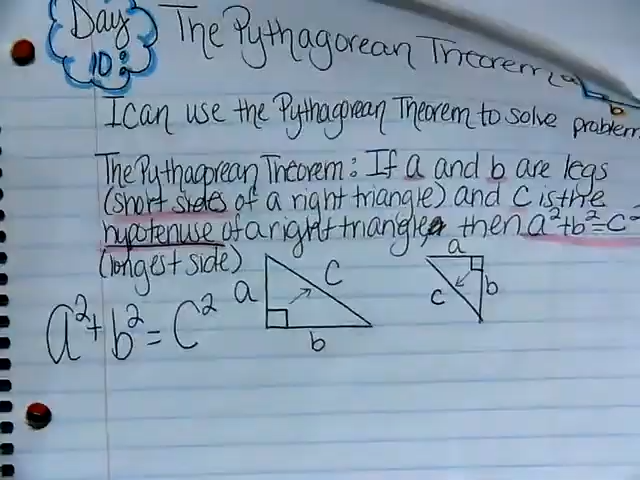 Day 10: The Pythagorean Theorem
a
b
I can use the Pythagorean Theorem to solve problem
The Pythagorean Theorem: If a and b are legs
(short sides of a right triangle) and c is the
hypotenuse of a right triangle, then a²+b²=c²
(longest side)
a c b
a c b
a²+b²=c²